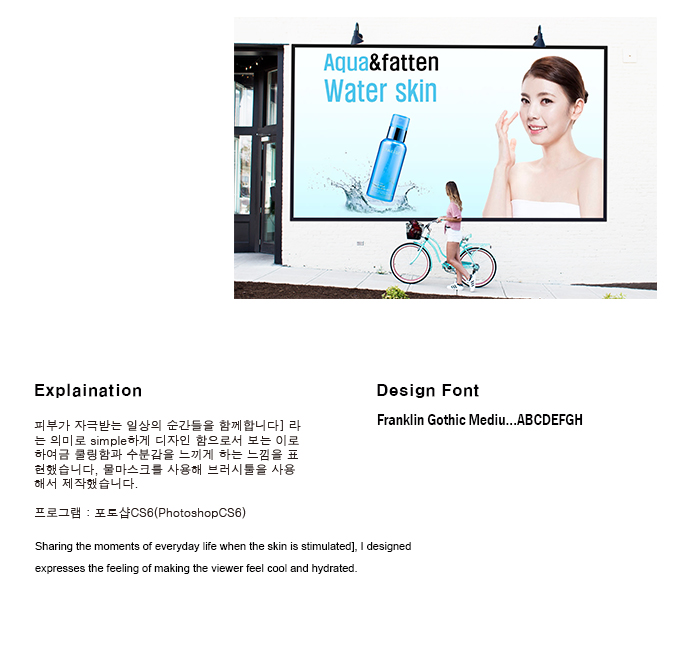 Aqua&fatten
Water skin
Explaination
피부가 자극받는 일상의 순간들을 함께합니다] 라
는 의미로 simple하게 디자인 함으로서 보는 이로
하여금 쿨링함과 수분감을 느끼게 하는 느낌을 표
현했습니다, 물마스크를 사용해 브러시툴을 사용
해서 제작했습니다.
프로그램 : 포토샵CS6(PhotoshopCS6)
Sharing the moments of everyday life when the skin is stimulated], I designed
expresses the feeling of making the viewer feel cool and hydrated.
Design Font
Franklin Gothic Mediu...ABCDEFGH